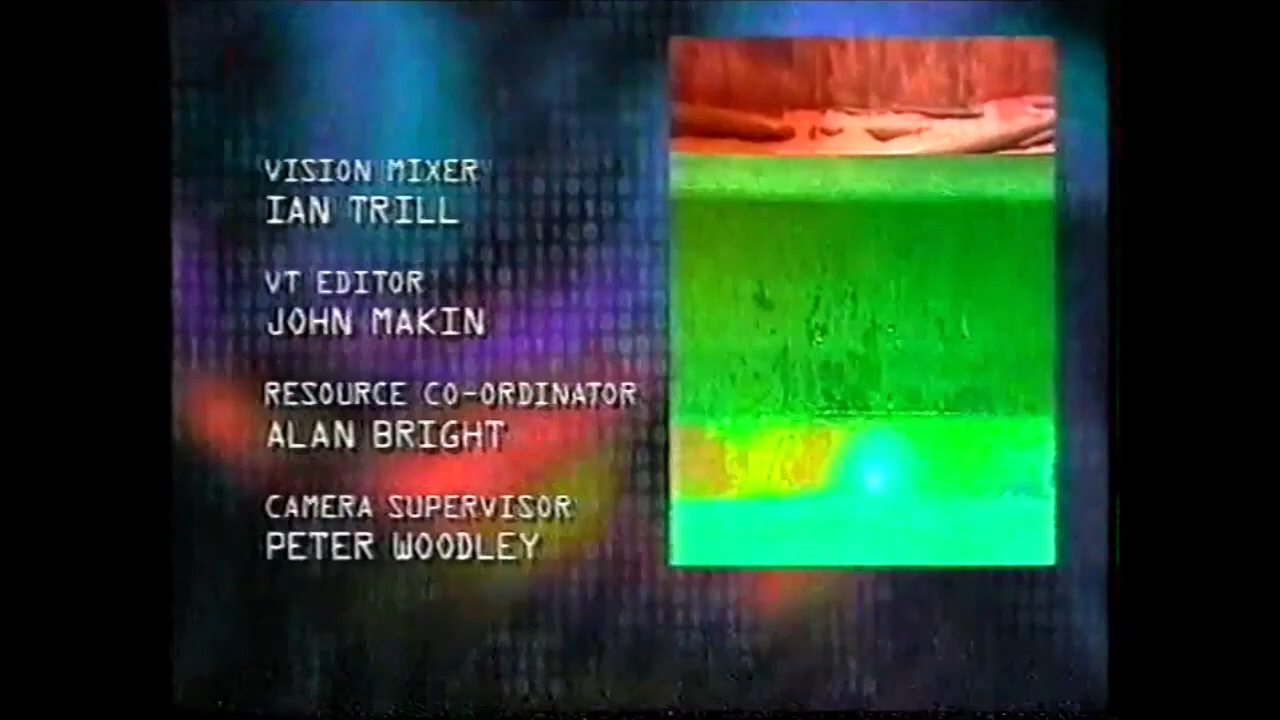 VISION MIXER
IAN TRILL
VT EDITOR
JOHN MAKIN
RESOURCE CO-ORDINATOR
ALAN BRIGHT
CAMERA SUPERVISOR
PETER WOODLEY